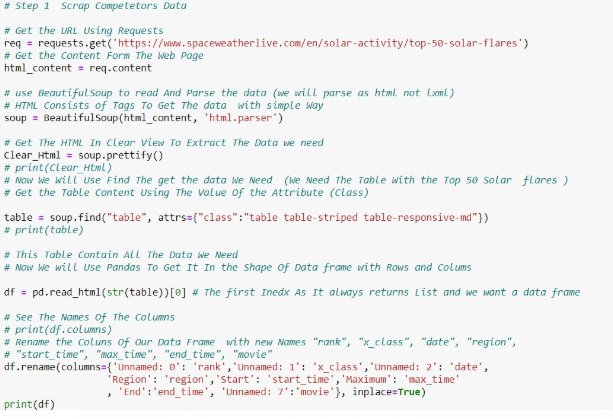 # Step 1  Scrap Competetors Data
# Get the URL Using Requests
req = requests.get('https://www.spaceweatherlive.com/en/solar-activity/top-50-solar-flares')
# Get the Content Form The Web Page
html_content = req.content
# use BeautifulSoup to read And Parse the data (we will parse as html not lxml)
# HTML Consists of Tags To Get The data  with simple Way
soup = BeautifulSoup(html_content, 'html.parser')
# Get The HTML In Clear View To Extract The Data we need
Clear_Html = soup.prettify()
# print(Clear_Html)
# Now We Will Use Find The get the data We Need  (We Need The Table With the Top 50 Solar  flares )
# Get the Table Content Using The Value Of the Attribute (Class)
table = soup.find("table", attrs={"class":"table table-striped table-responsive-md"})
# print(table)
# This Table Contain All The Data We Need
# Now We will Use Pandas To Get It In the Shape Of Data frame with Rows and Colums
df = pd.read_html(str(table))[0] # The first Inedx As It always returns List and we want a data frame
# See The Names Of The Columns
# print(df.columns)
# Rename the Coluns Of Our Data Frame  with new Names "rank", "x_class", "date", "region",
# "start_time", "max_time", "end_time", "movie"
df.rename(columns={'Unnamed: 0': 'rank','Unnamed: 1': 'x_class','Unnamed: 2': 'date',
'Region': 'region','Start': 'start_time','Maximum': 'max_time'
, 'End':'end_time', 'Unnamed: 7':'movie'}, inplace=True)
print(df)